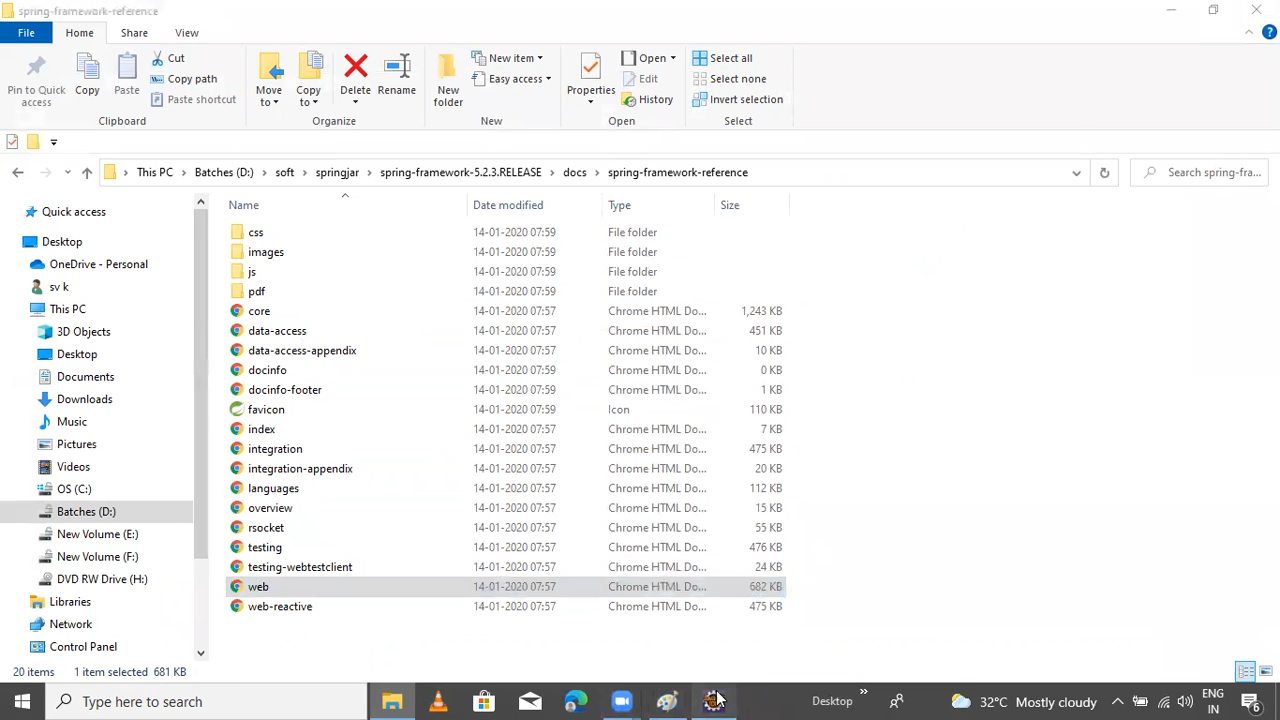 spring-framework-reference
File Home Share View
Pin to Quick access
Copy
Paste
Cut
Copy path
Paste shortcut
Move to
Copy to
Delete
Rename
New folder
New item
Easy access
Properties
Open
Edit
History
Select all
Select none
Invert selection
Clipboard Organize New Open Select
This PC Batches (D:) soft springjar spring-framework-5.2.3.RELEASE docs spring-framework-reference
Search spring-fra...
Name Date modified Type Size
Quick access
Desktop
OneDrive - Personal
sv k
This PC
3D Objects
Desktop
Documents
Downloads
Music
Pictures
Videos
OS (C:)
Batches (D:)
New Volume (E:)
New Volume (F:)
DVD RW Drive (H:)
Libraries
Network
Control Panel
css 14-01-2020 07:59 File folder
images 14-01-2020 07:59 File folder
js 14-01-2020 07:59 File folder
pdf 14-01-2020 07:59 File folder
core 14-01-2020 07:57 Chrome HTML Do... 1,243 KB
data-access 14-01-2020 07:57 Chrome HTML Do... 451 KB
data-access-appendix 14-01-2020 07:57 Chrome HTML Do... 10 KB
docinfo 14-01-2020 07:59 Chrome HTML Do... 0 KB
docinfo-footer 14-01-2020 07:59 Chrome HTML Do... 1 KB
favicon 14-01-2020 07:59 Icon 110 KB
index 14-01-2020 07:57 Chrome HTML Do... 7 KB
integration 14-01-2020 07:57 Chrome HTML Do... 475 KB
integration-appendix 14-01-2020 07:57 Chrome HTML Do... 20 KB
languages 14-01-2020 07:57 Chrome HTML Do... 112 KB
overview 14-01-2020 07:57 Chrome HTML Do... 15 KB
rsocket 14-01-2020 07:57 Chrome HTML Do... 55 KB
testing 14-01-2020 07:57 Chrome HTML Do... 476 KB
testing-webtestclient 14-01-2020 07:57 Chrome HTML Do... 24 KB
web 14-01-2020 07:57 Chrome HTML Do... 682 KB
web-reactive 14-01-2020 07:57 Chrome HTML Do... 475 KB
20 items 1 item selected 681 KB
Type here to search
Desktop
32°C Mostly cloudy
ENG
IN
9:00 PM
6